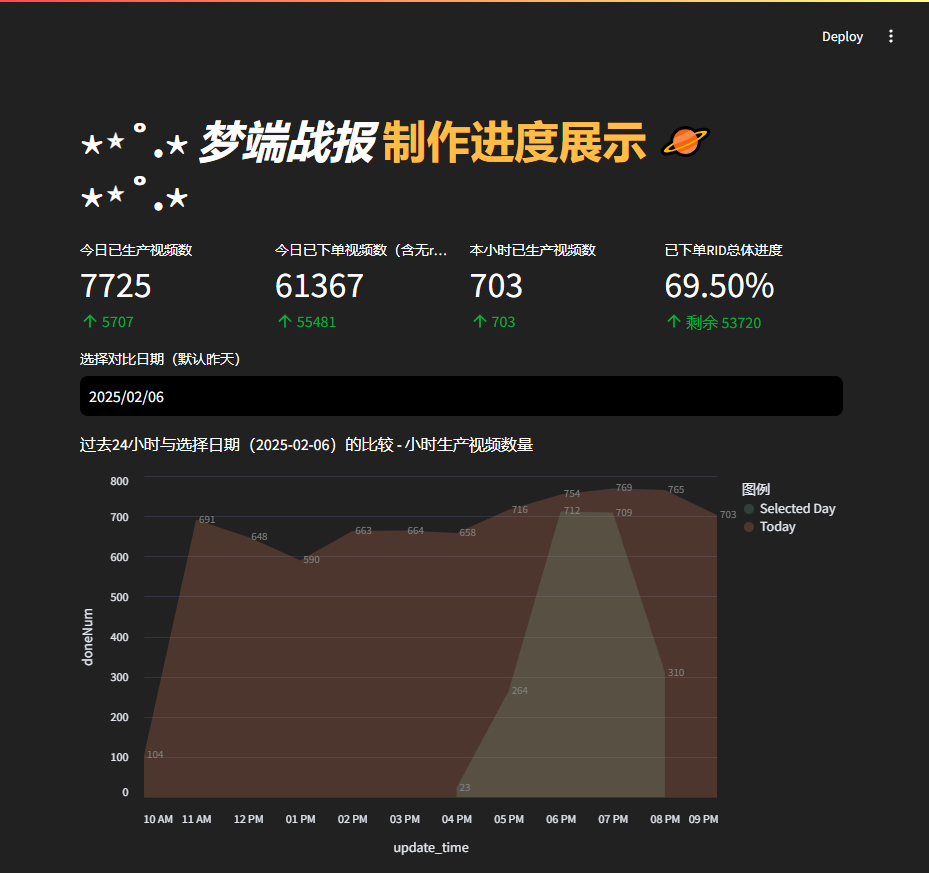 Deploy
⋆⋆˚.⋆ 梦端战报 制作进度展示
⋆⋆˚.⋆
今日已生产视频数
7725
↑ 5707
今日已下单视频数（含无r…
61367
↑ 55481
本小时已生产视频数
703
↑ 703
已下单RID总体进度
69.50%
↑ 剩余 53720
选择对比日期（默认昨天）
2025/02/06
过去24小时与选择日期（2025-02-06）的比较 - 小时生产视频数量
800
700
600
500
400
300
200
100
0
doneNum
104
691
648
590
663
664
658
716
754
769
765
703
23
264
712
709
310
图例
Selected Day
Today
10 AM 11 AM 12 PM 01 PM 02 PM 03 PM 04 PM 05 PM 06 PM 07 PM 08 PM 09 PM
update_time